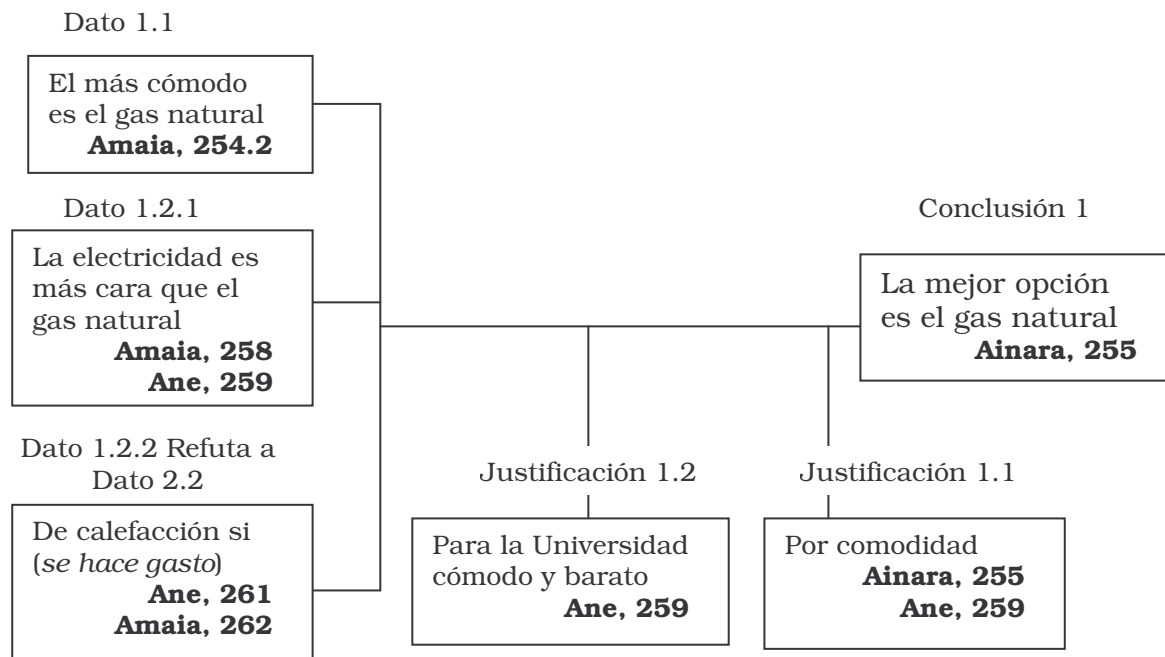 Dato 1.1
El más cómodo
es el gas natural
Amaia, 254.2
Dato 1.2.1
La electricidad es
más cara que el
gas natural
Amaia, 258
Ane, 259
Dato 1.2.2 Refuta a
Dato 2.2
De calefacción si
(se hace gasto)
Ane, 261
Amaia, 262
Justificación 1.2
Para la Universidad
cómodo y barato
Ane, 259
Justificación 1.1
Por comodidad
Ainara, 255
Ane, 259
Conclusión 1
La mejor opción
es el gas natural
Ainara, 255